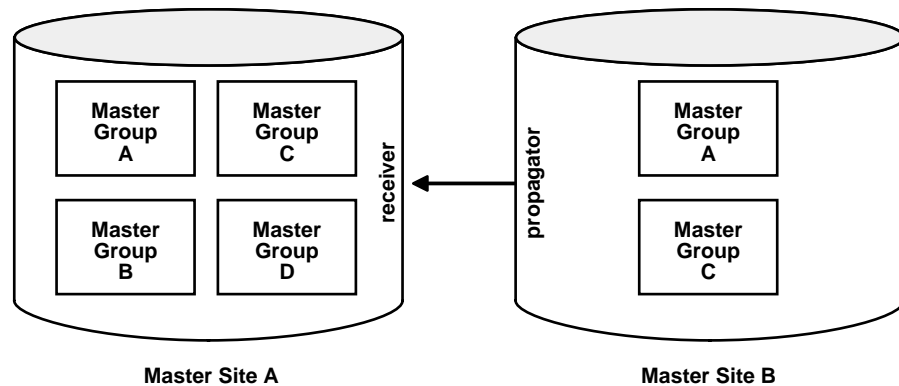 Master
Group
A
Master
Group
C
Master
Group
B
Master
Group
D
receiver
propagator
Master
Group
A
Master
Group
C
Master Site A
Master Site B